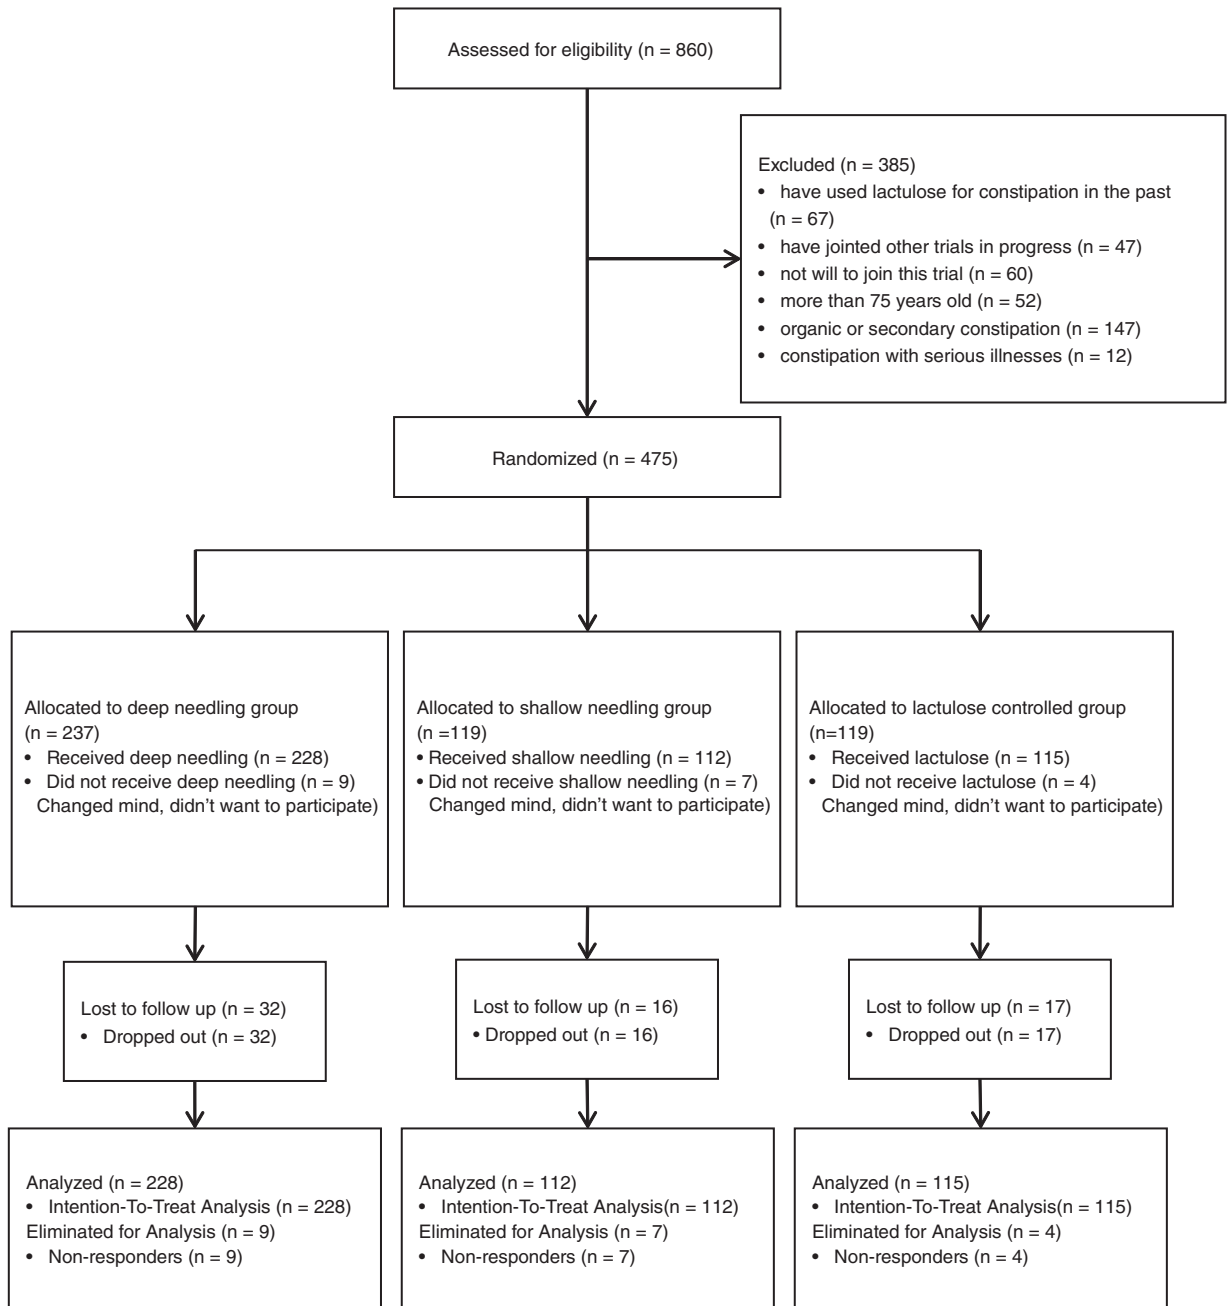 Assessed for eligibility (n = 860)
Excluded (n = 385)
• have used lactulose for constipation in the past
(n = 67)
• have jointed other trials in progress (n = 47)
• not will to join this trial (n = 60)
• more than 75 years old (n = 52)
• organic or secondary constipation (n = 147)
• constipation with serious illnesses (n = 12)
Randomized (n = 475)
Allocated to deep needling group
(n = 237)
• Received deep needling (n = 228)
• Did not receive deep needling (n = 9)
Changed mind, didn't want to participate)
Allocated to shallow needling group
(n =119)
• Received shallow needling (n = 112)
• Did not receive shallow needling (n = 7)
Changed mind, didn't want to participate)
Allocated to lactulose controlled group
(n=119)
• Received lactulose (n = 115)
• Did not receive lactulose (n = 4)
Changed mind, didn't want to participate)
Lost to follow up (n = 32)
• Dropped out (n = 32)
Lost to follow up (n = 16)
• Dropped out (n = 16)
Lost to follow up (n = 17)
• Dropped out (n = 17)
Analyzed (n = 228)
• Intention-To-Treat Analysis (n = 228)
Eliminated for Analysis (n = 9)
• Non-responders (n = 9)
Analyzed (n = 112)
• Intention-To-Treat Analysis(n = 112)
Eliminated for Analysis (n = 7)
• Non-responders (n = 7)
Analyzed (n = 115)
• Intention-To-Treat Analysis(n = 115)
Eliminated for Analysis (n = 4)
• Non-responders (n = 4)